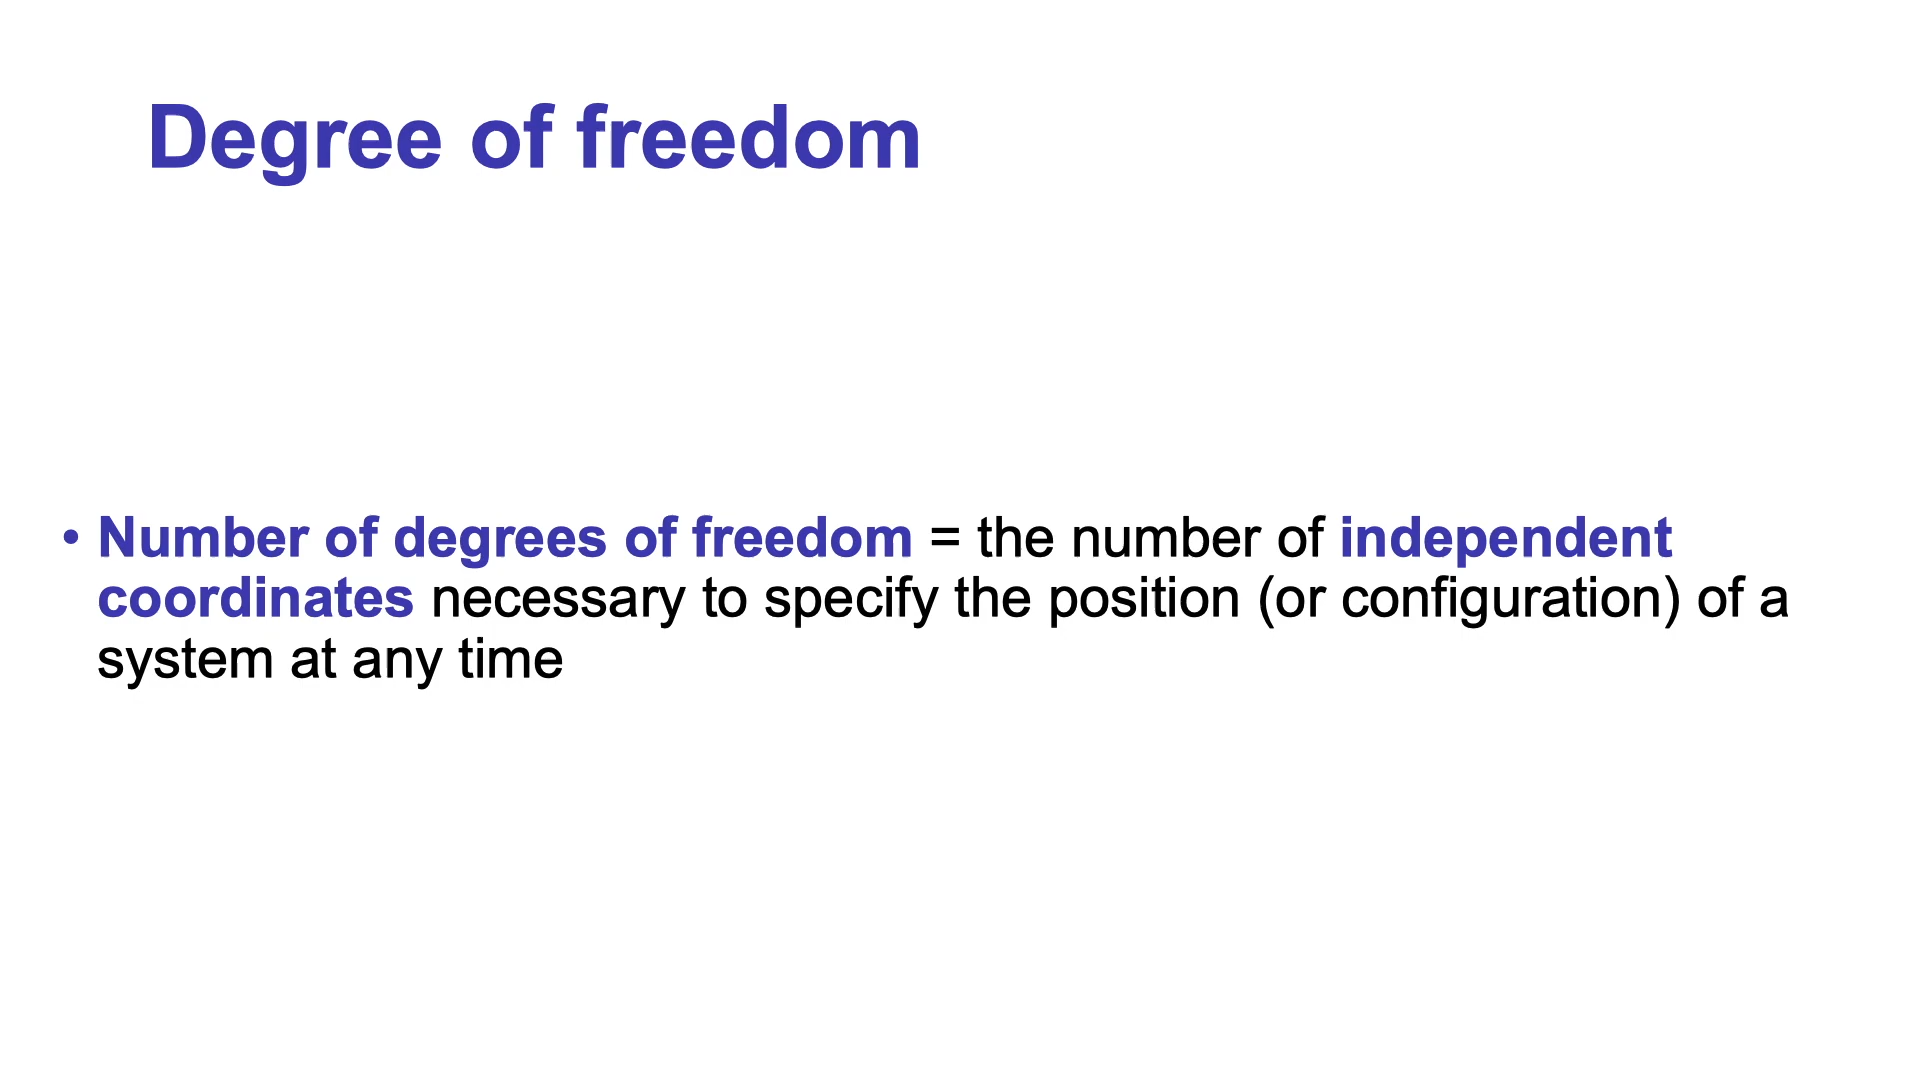 Degree of freedom
• Number of degrees of freedom = the number of independent
coordinates necessary to specify the position (or configuration) of a
system at any time